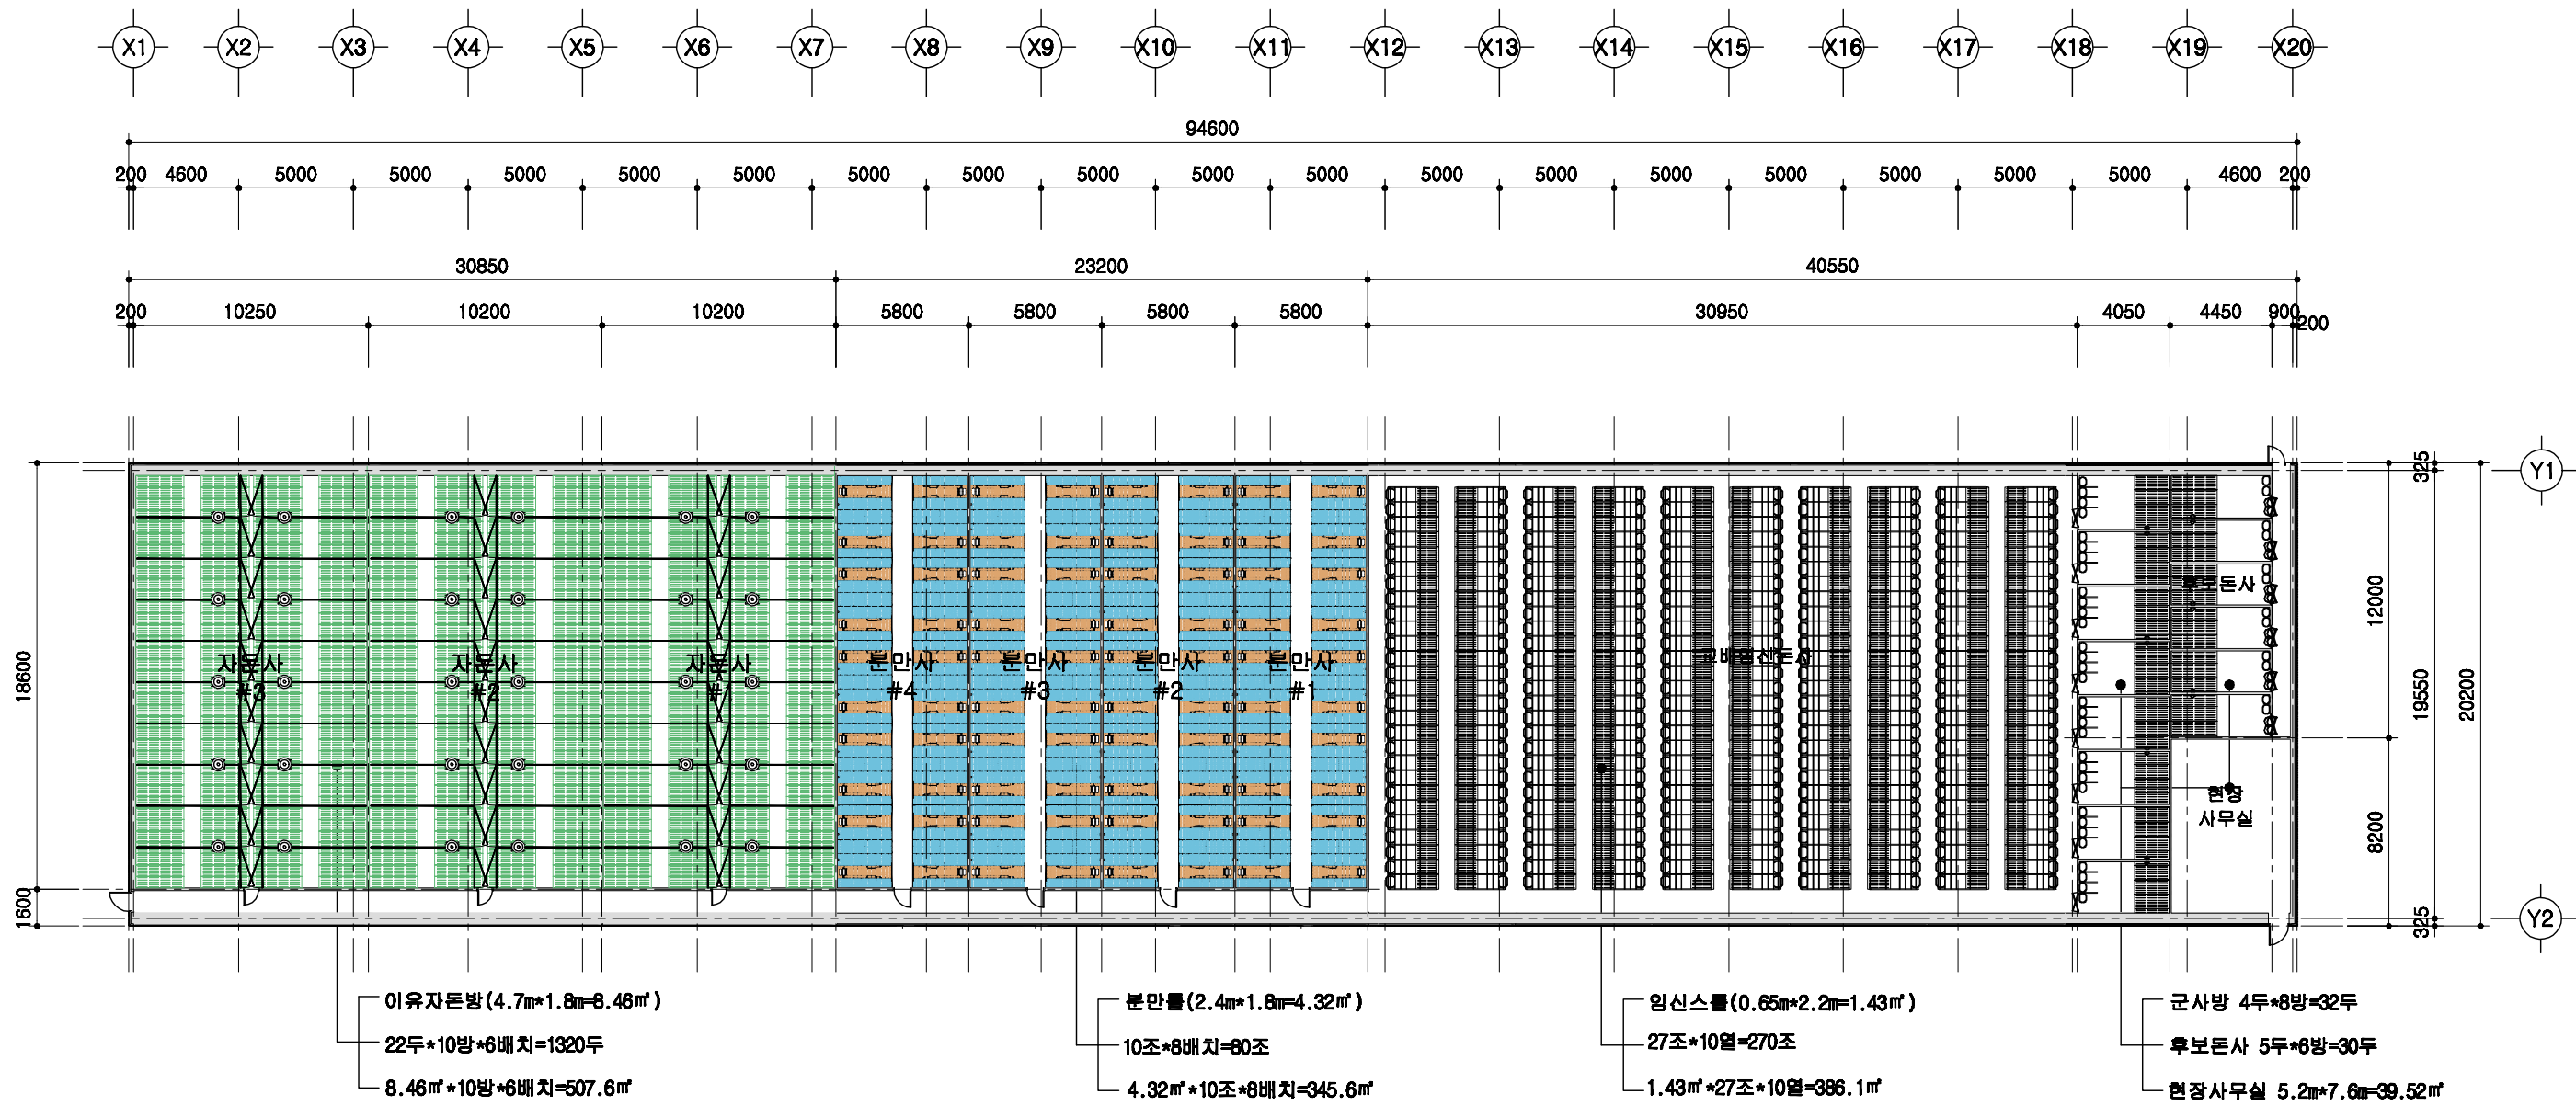 X1 X2 X3 X4 X5 X6 X7 X8 X9 X10 X11 X12 X13 X14 X15 X16 X17 X18 X19 X20
94600
200 4600 5000 5000 5000 5000 5000 5000 5000 5000 5000 5000 5000 5000 5000 5000 5000 5000 5000 4600 200
30850 23200 40550
200 10250 10200 10200 5800 5800 5800 5800 30950 4050 4450 900 200
325 Y1
후보돈사
12000
18600 19550 20200
자돈사 자돈사 자돈사 분만사 분만사 분만사 분만사 교배임신돈사
#3 #2 #1 #4 #3 #2 #1
현장
사무실
8200
1600 325 Y2
이유자돈방(4.7m*1.8m=8.46㎡)
22두*10방*6배치=1320두
8.46㎡*10방*6배치=507.6㎡
분만틀(2.4m*1.8m=4.32㎡)
10조*8배치=80조
4.32㎡*10조*8배치=345.6㎡
임신스톨(0.65m*2.2m=1.43㎡)
27조*10열=270조
1.43㎡*27조*10열=386.1㎡
군사방 4두*8방=32두
후보돈사 5두*6방=30두
현장사무실 5.2m*7.6m=39.52㎡